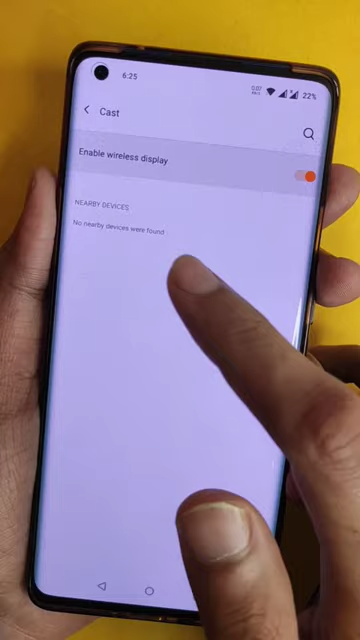 6:25
22%
Cast
Enable wireless display
NEARBY DEVICES
No nearby devices were found